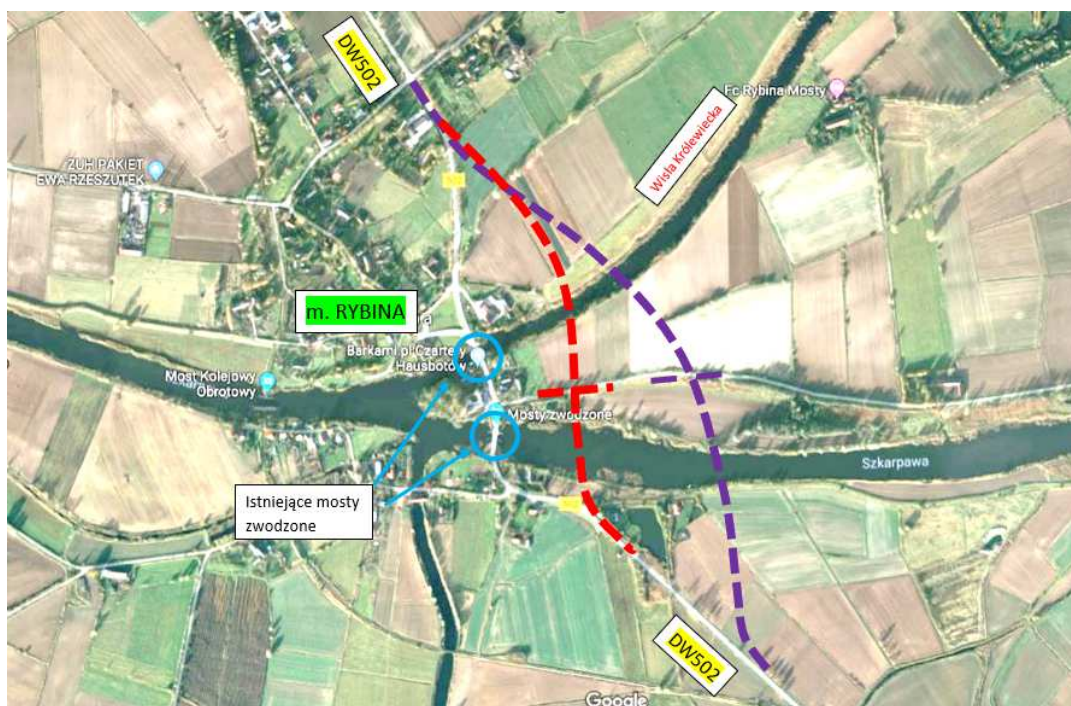 DW502
Fc Rybina Mosty
Wisła Królewiecka
ZUH PAKIET
EWA RZESZUTEK
m. RYBINA
Barkami.pl Czartery
Hausbotów
Most Kolejowy
Obrotowy
Mosty zwodzone
Szkarpawa
Istniejące mosty
zwodzone
DW502
Google